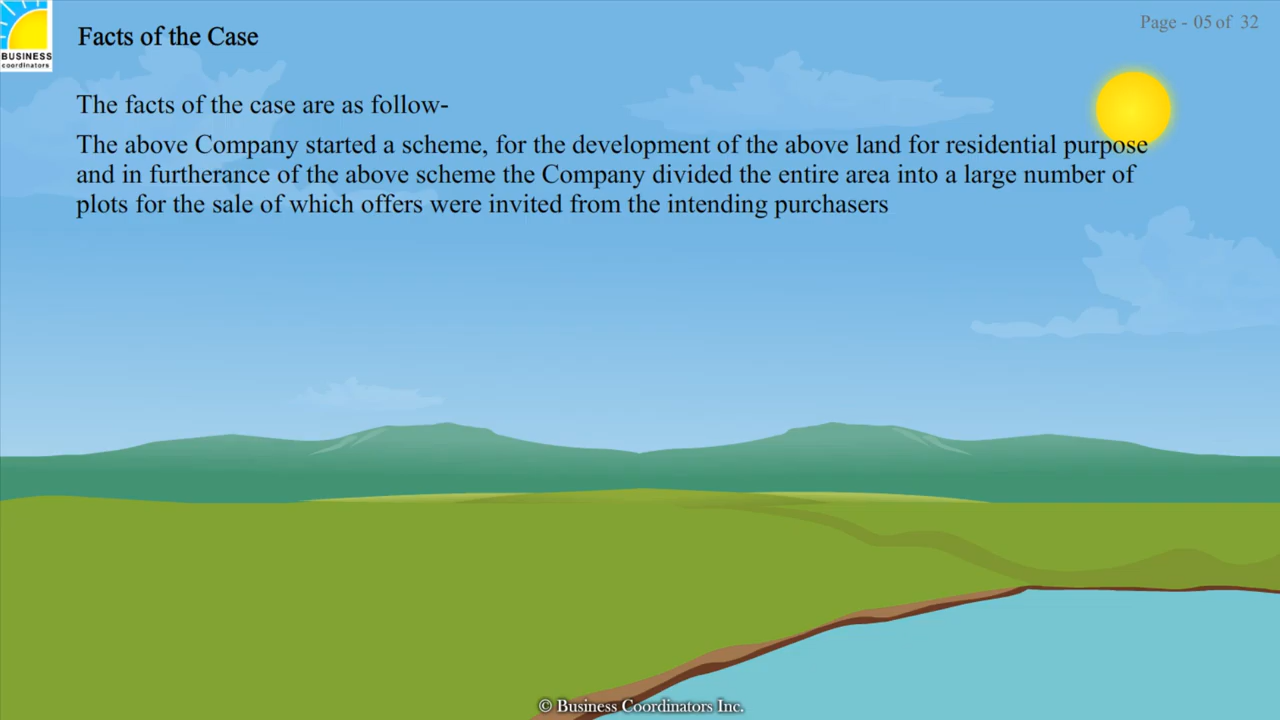 BUSINESS
coordinators
Facts of the Case
Page - 05 of 32
The facts of the case are as follow-
The above Company started a scheme, for the development of the above land for residential purpose
and in furtherance of the above scheme the Company divided the entire area into a large number of
plots for the sale of which offers were invited from the intending purchasers
© Business Coordinators Inc.